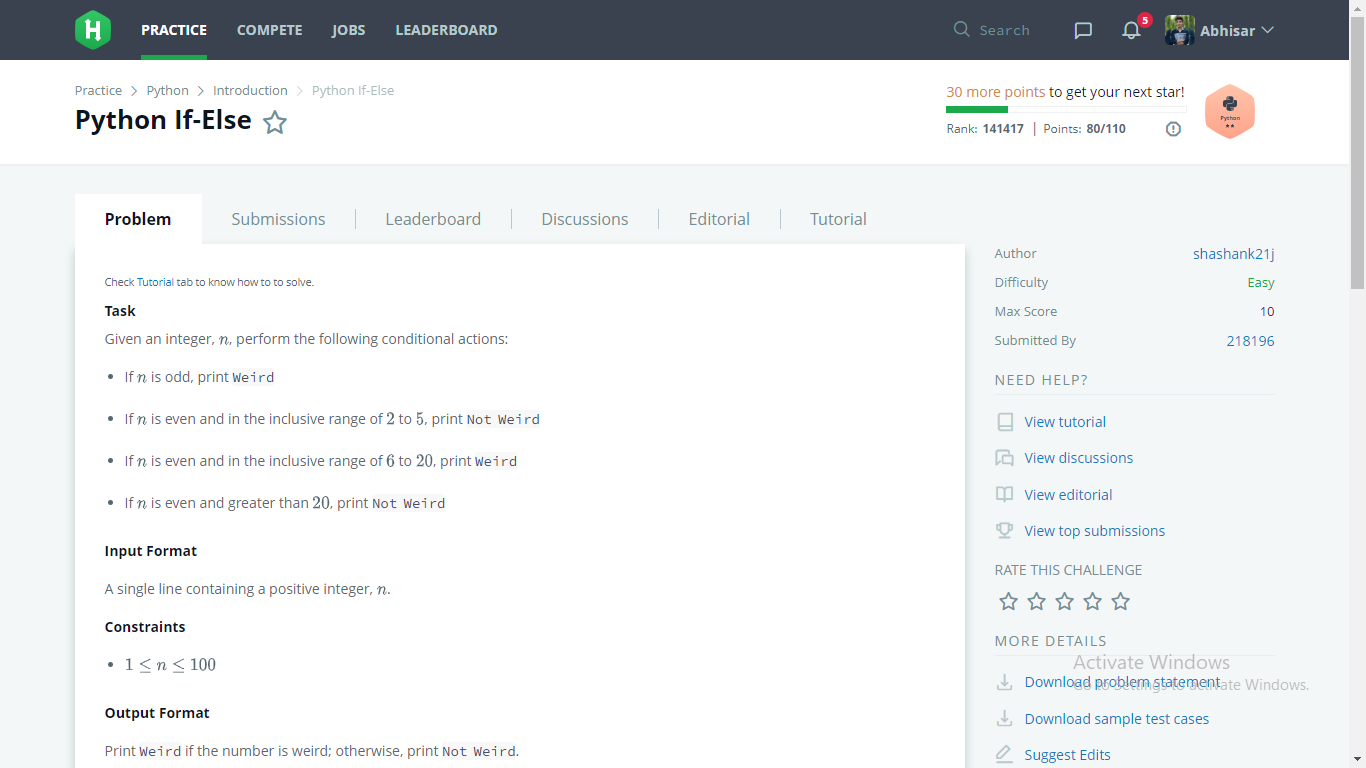 H PRACTICE COMPETE JOBS LEADERBOARD Search 5 Abhisar
Practice > Python > Introduction > Python If-Else
Python If-Else
30 more points to get your next star!
Rank: 141417 | Points: 80/110
Python
Problem Submissions Leaderboard Discussions Editorial Tutorial
Check Tutorial tab to know how to to solve.
Task
Given an integer, n, perform the following conditional actions:
• If n is odd, print Weird
• If n is even and in the inclusive range of 2 to 5, print Not Weird
• If n is even and in the inclusive range of 6 to 20, print Weird
• If n is even and greater than 20, print Not Weird
Input Format
A single line containing a positive integer, n.
Constraints
• 1 ≤ n ≤ 100
Output Format
Print Weird if the number is weird; otherwise, print Not Weird.
Author shashank21j
Difficulty Easy
Max Score 10
Submitted By 218196
NEED HELP?
View tutorial
View discussions
View editorial
View top submissions
RATE THIS CHALLENGE
MORE DETAILS
Activate Windows
Go to Settings to activate Windows.
Download problem statement
Download sample test cases
Suggest Edits